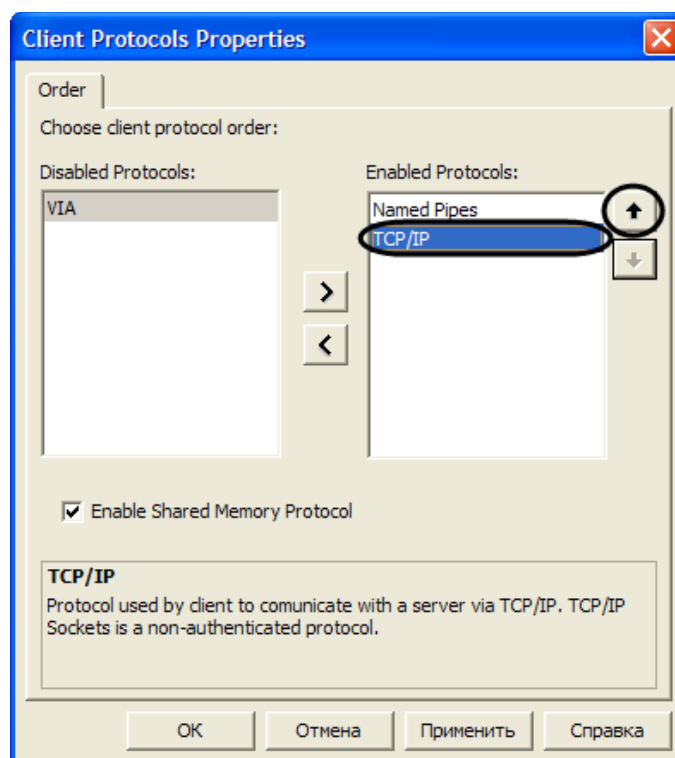 Client Protocols Properties
Order
Choose client protocol order:
Disabled Protocols:
Enabled Protocols:
VIA
Named Pipes
TCP/IP
Enable Shared Memory Protocol
TCP/IP
Protocol used by client to comunicate with a server via TCP/IP. TCP/IP
Sockets is a non-authenticated protocol.
OK
Отмена
Применить
Справка